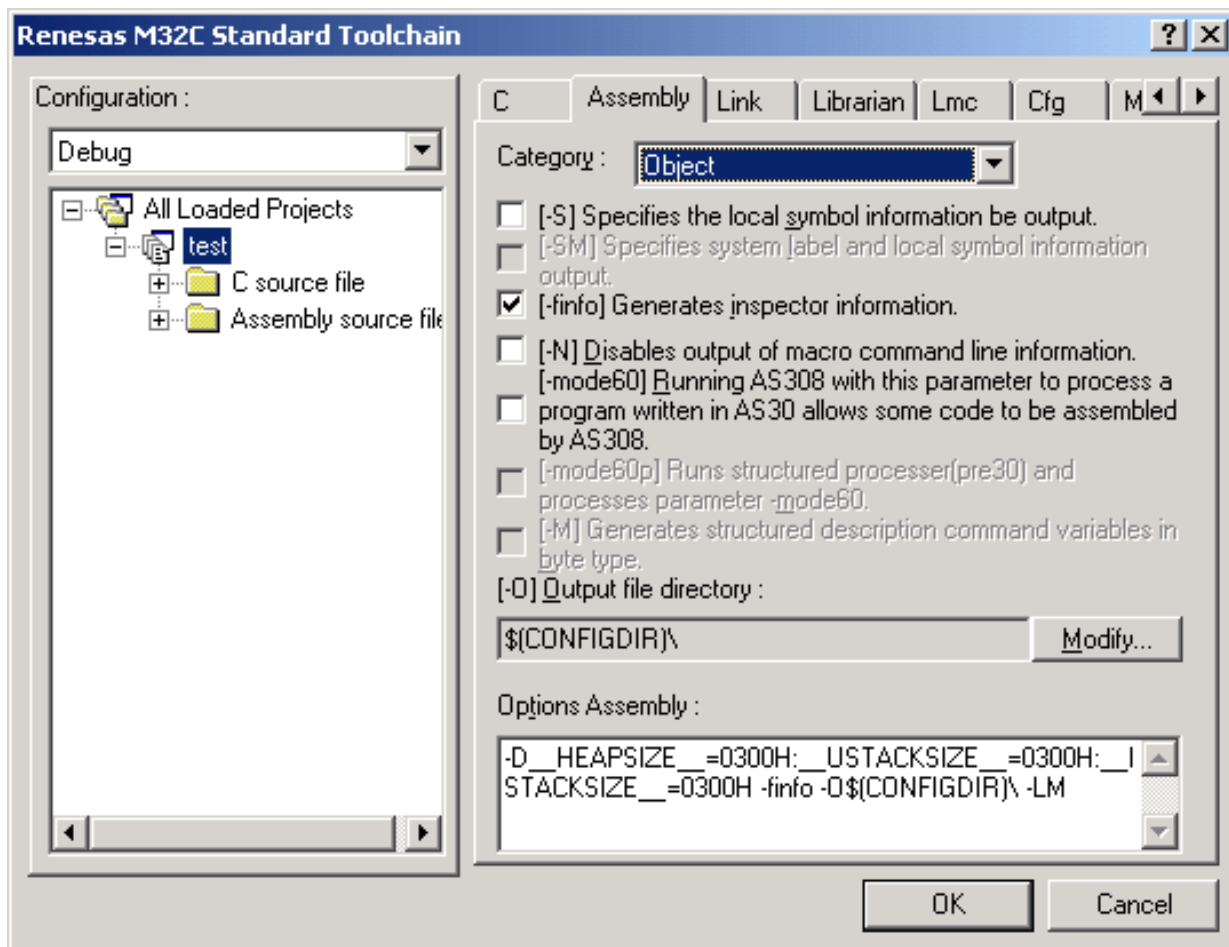 Renesas M32C Standard Toolchain
Configuration :
Debug
All Loaded Projects
test
C source file
Assembly source file
C
Assembly
Link
Librarian
Lmc
Cfg
M
Category :
Object
[-S] Specifies the local symbol information be output.
[-SM] Specifies system label and local symbol information
output.
[-finfo] Generates inspector information.
[-N] Disables output of macro command line information.
[-mode60] Running AS308 with this parameter to process a
program written in AS30 allows some code to be assembled
by AS308.
[-mode60p] Runs structured processer(pre30) and
processes parameter -mode60.
[-M] Generates structured description command variables in
byte type.
[-O] Output file directory :
$(CONFIGDIR)\
Modify...
Options Assembly :
-D__HEAPSIZE__=0300H:__USTACKSIZE__=0300H:__I
STACKSIZE__=0300H -finfo -O$(CONFIGDIR)\ -LM
OK
Cancel